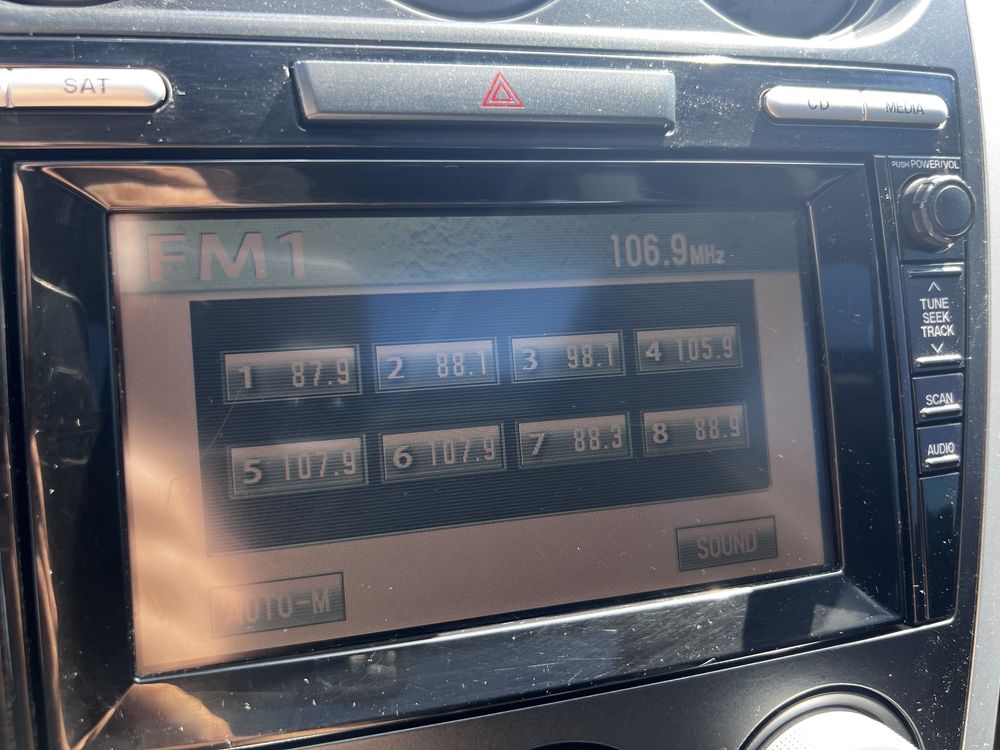 SAT
CD MEDIA
PUSH POWER/VOL
FM1 106.9MHz
TUNE
SEEK
TRACK
1 87.9 2 88.1 3 98.1 4 105.9
SCAN
5 107.9 6 107.9 7 88.3 8 88.9
AUDIO
SOUND
AUTO-M